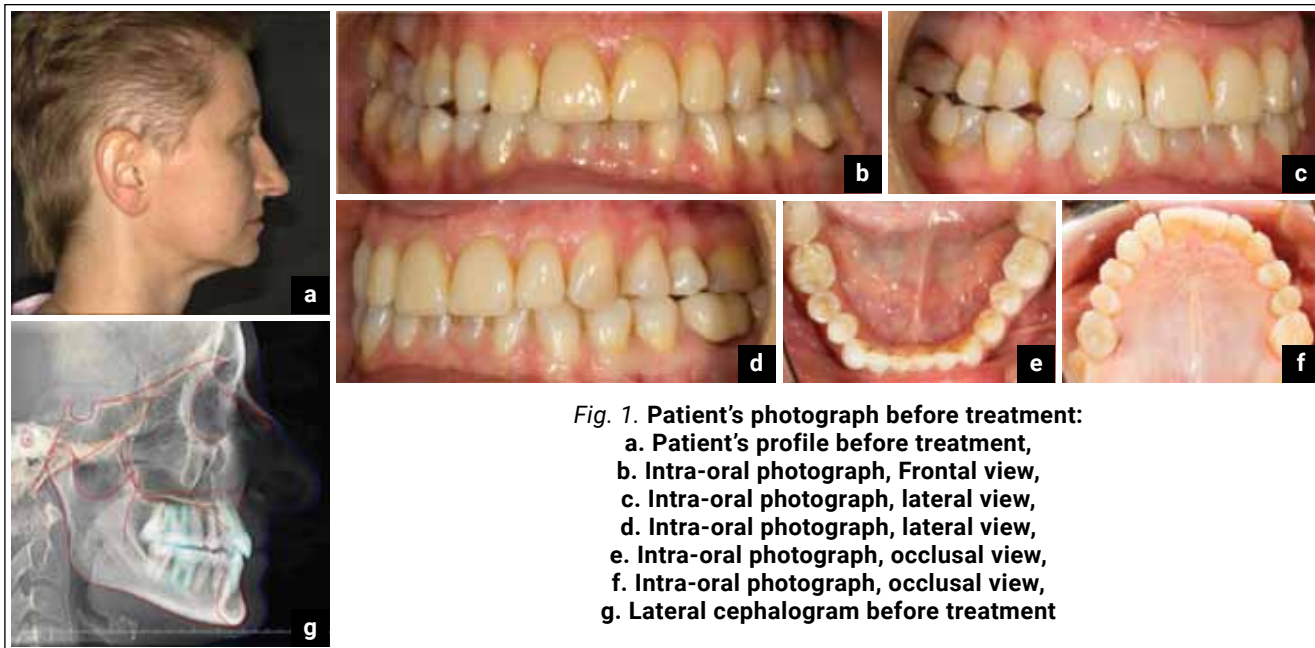 a
b
c
d
e
f
g
Fig. 1. Patient's photograph before treatment:
a. Patient's profile before treatment,
b. Intra-oral photograph, Frontal view,
c. Intra-oral photograph, lateral view,
d. Intra-oral photograph, lateral view,
e. Intra-oral photograph, occlusal view,
f. Intra-oral photograph, occlusal view,
g. Lateral cephalogram before treatment